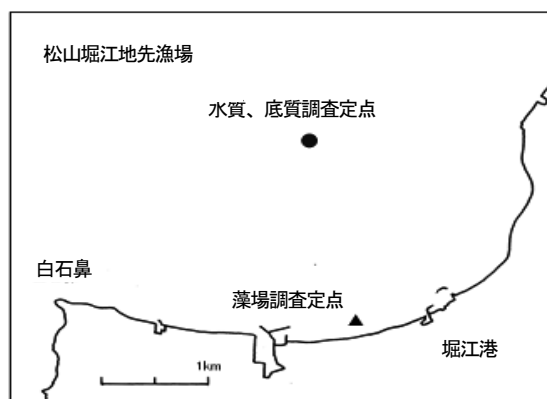 松山堀江地先漁場
水質、底質調査定点
白石鼻
藻場調査定点
堀江港
1km